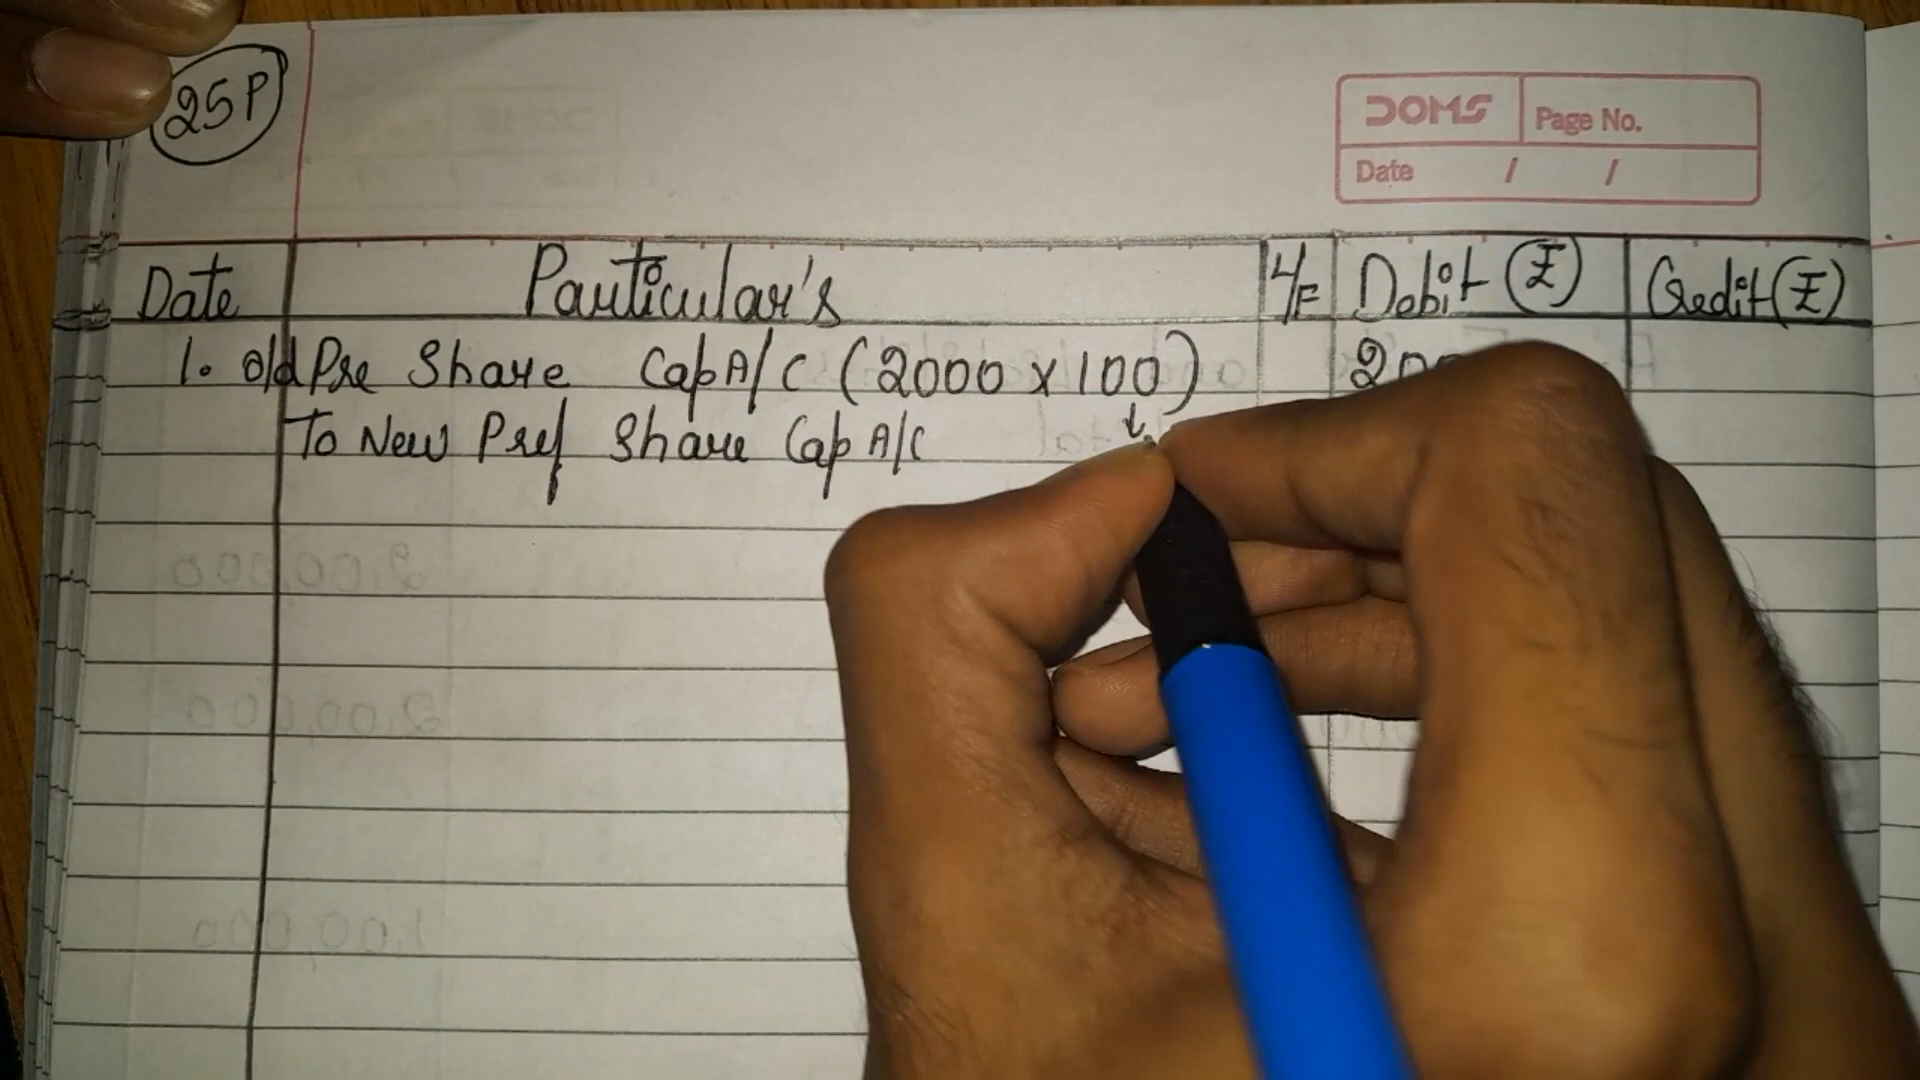 25P
DOMS Page No.
Date / /
Date Particular's L/F Debit (₹) Credit (₹)
1. Old Pre Share Cap A/C (2000 x 100)
To New Pref Share Cap A/C